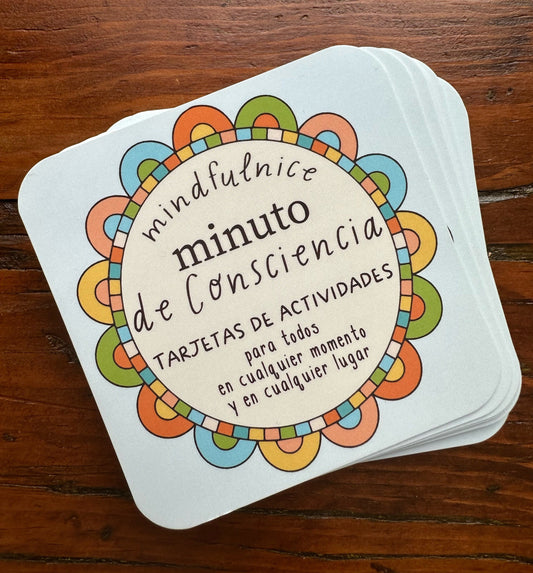 mindfulnice
minuto
de Consciencia
TARJETAS DE ACTIVIDADES
para todos
en cualquier momento
y en cualquier lugar